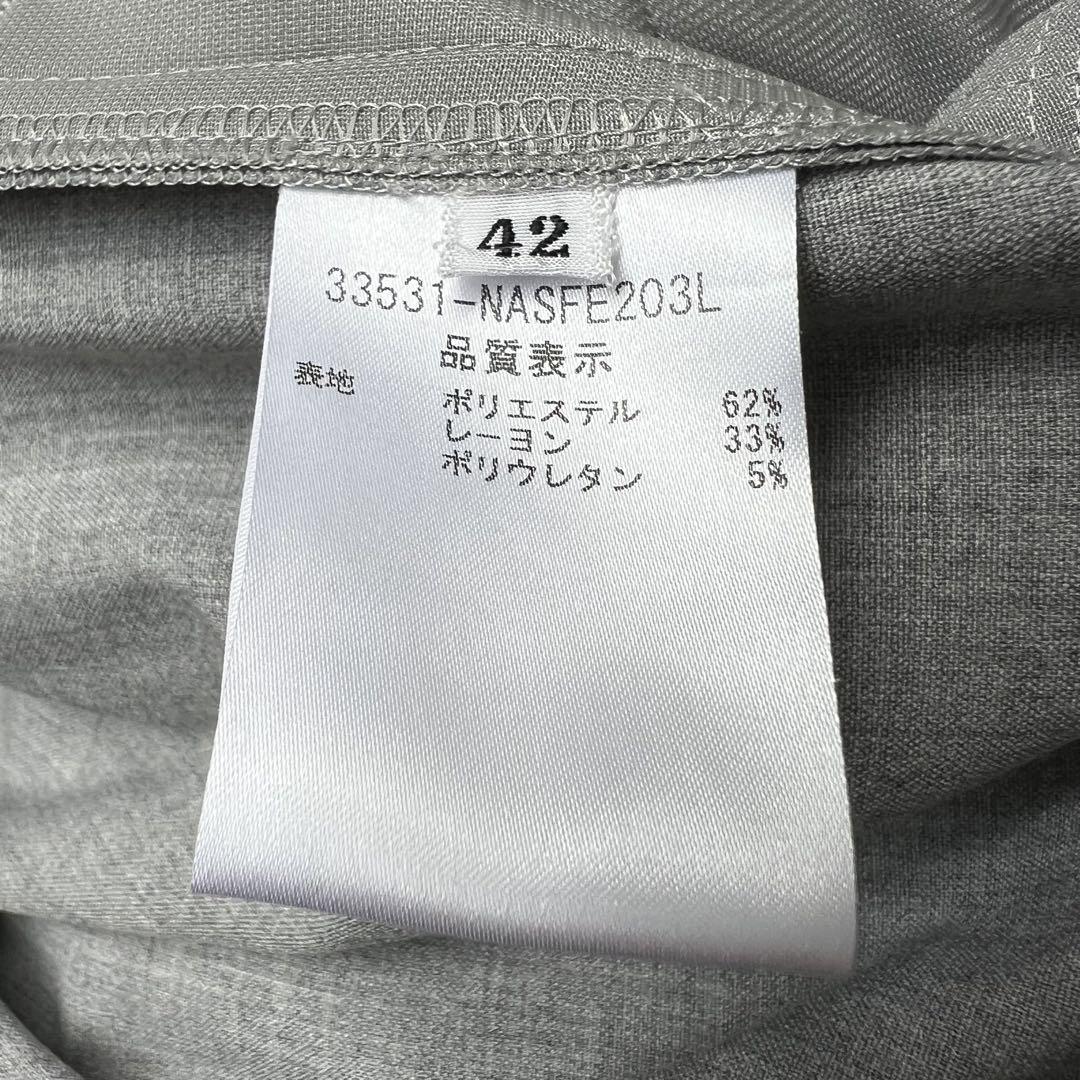 42
33531-NASFE203L
品質表示
表地
ポリエステル 62%
レーヨン 33%
ポリウレタン 5%